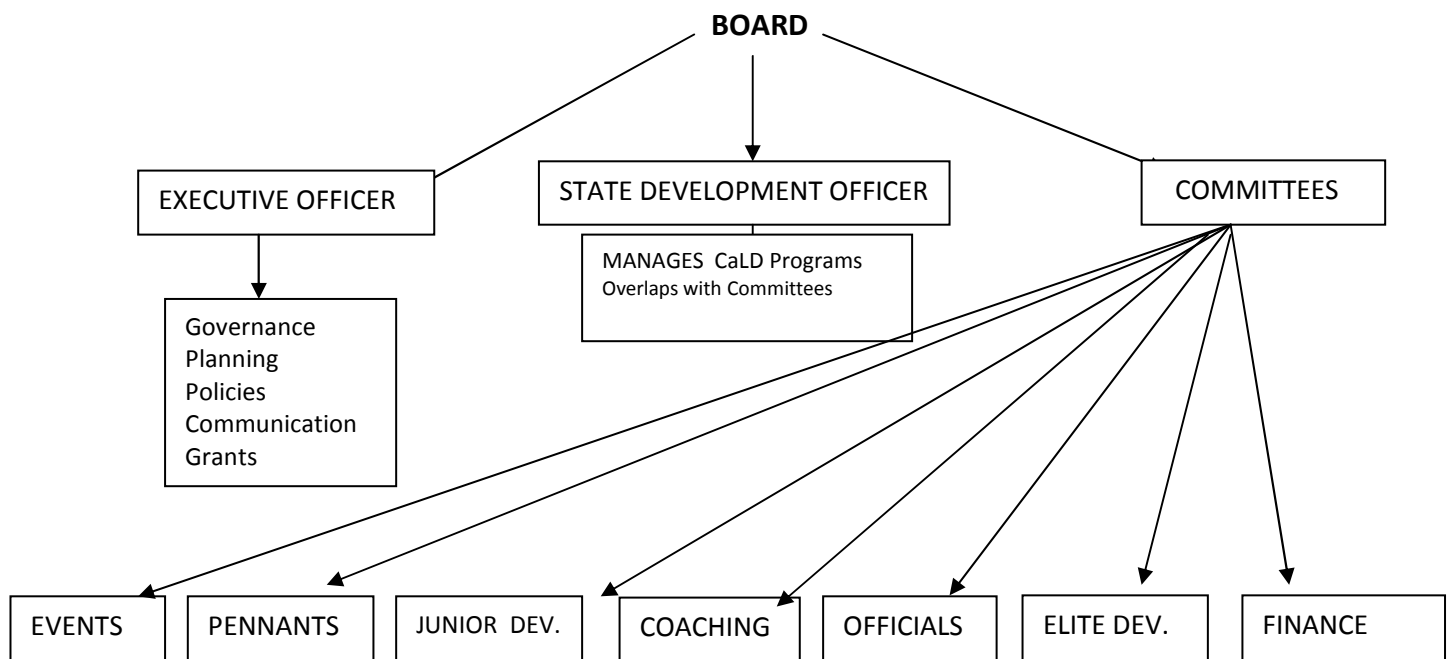 BOARD
EXECUTIVE OFFICER
STATE DEVELOPMENT OFFICER
COMMITTEES
MANAGES CaLD Programs
Overlaps with Committees
Governance
Planning
Policies
Communication
Grants
EVENTS
PENNANTS
JUNIOR DEV.
COACHING
OFFICIALS
ELITE DEV.
FINANCE